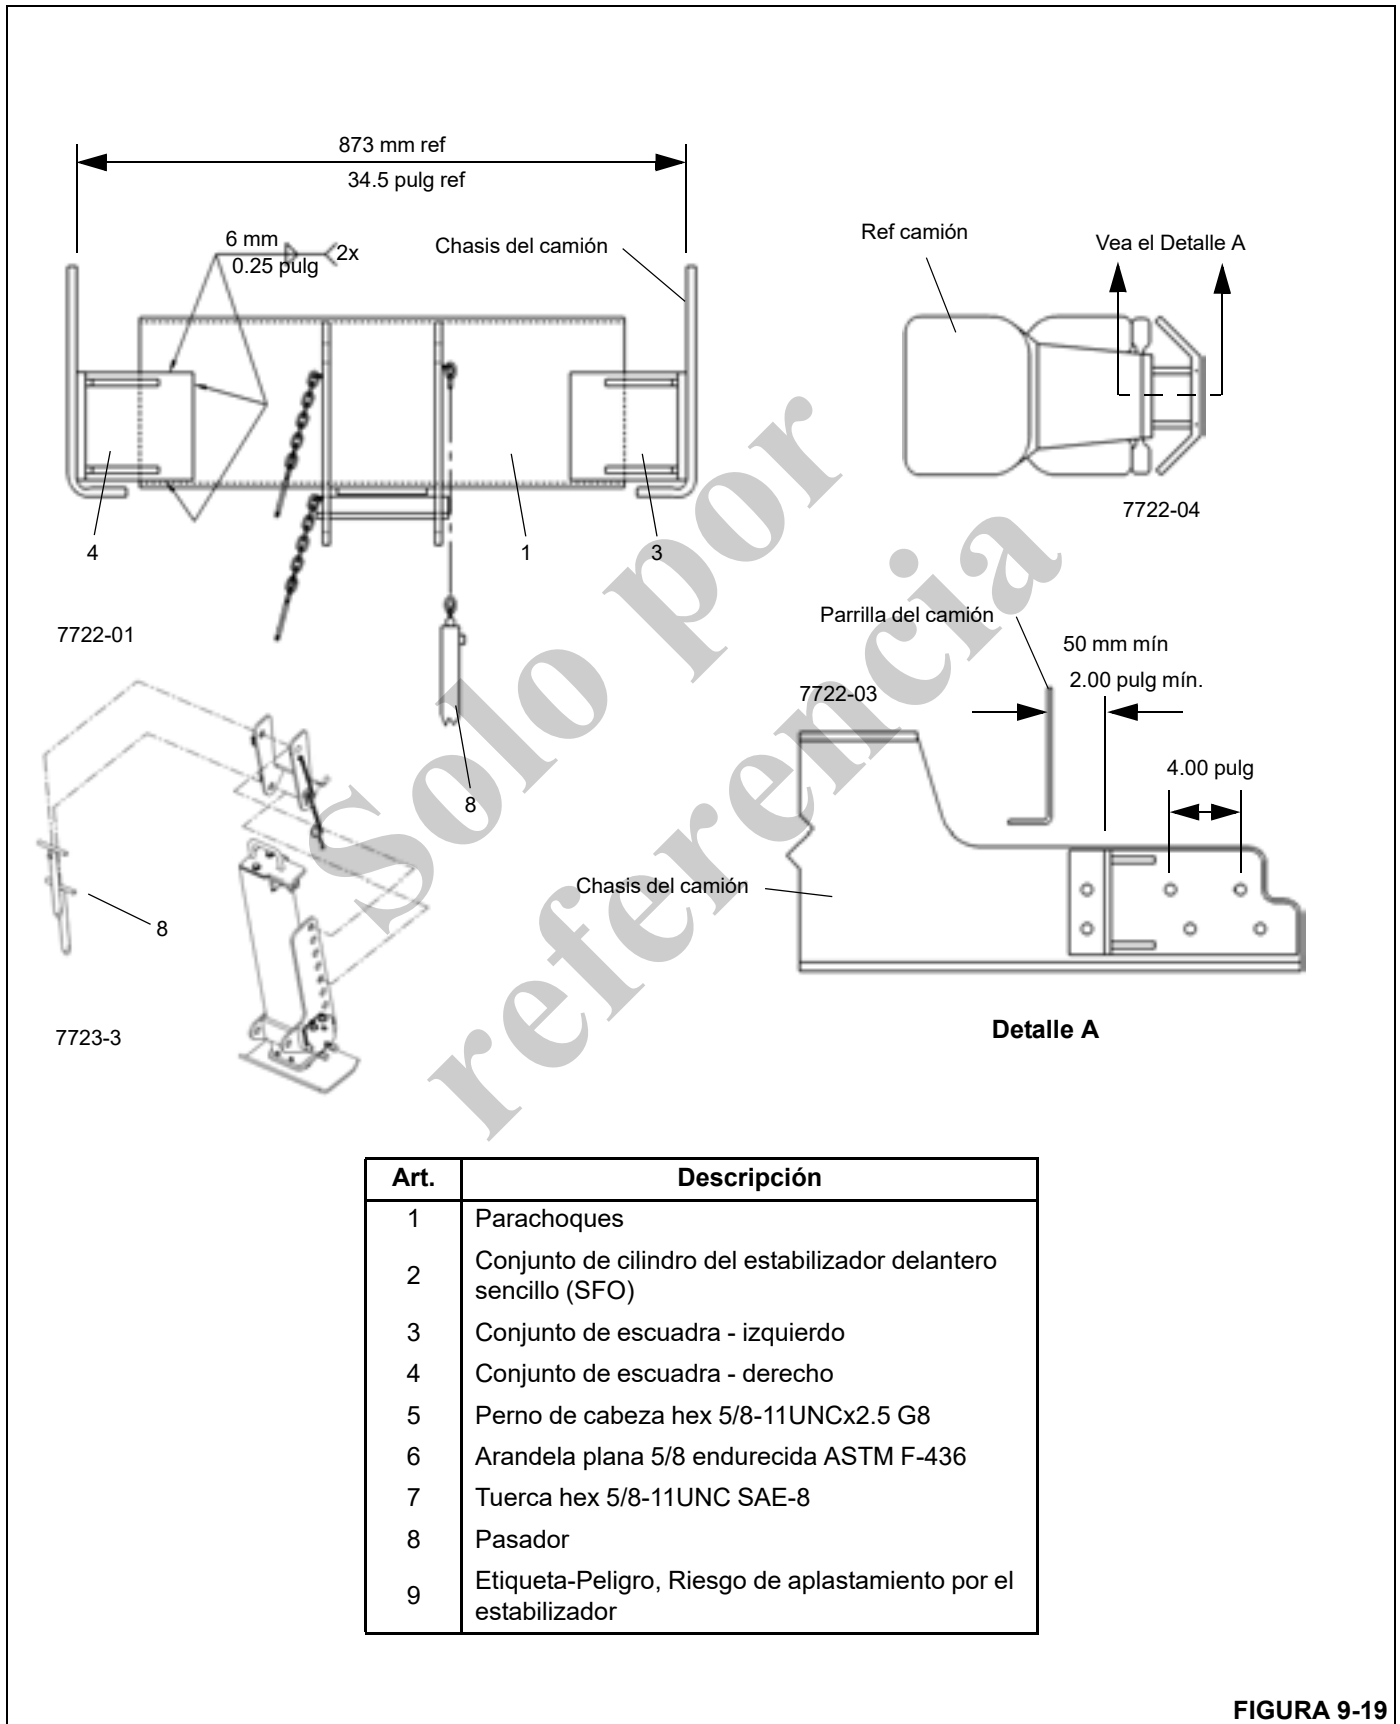 873 mm ref
34.5 pulg ref
6 mm
0.25 pulg
2x
Chasis del camión
4
1
3
7722-01
8
Ref camión
Vea el Detalle A
7722-04
Parrilla del camión
50 mm mín
2.00 pulg mín.
7722-03
4.00 pulg
Chasis del camión
Detalle A
8
7723-3
Solo por
referencia
Art. Descripción
1 Parachoques
2 Conjunto de cilindro del estabilizador delantero
sencillo (SFO)
3 Conjunto de escuadra - izquierdo
4 Conjunto de escuadra - derecho
5 Perno de cabeza hex 5/8-11UNCx2.5 G8
6 Arandela plana 5/8 endurecida ASTM F-436
7 Tuerca hex 5/8-11UNC SAE-8
8 Pasador
9 Etiqueta-Peligro, Riesgo de aplastamiento por el
estabilizador
FIGURA 9-19